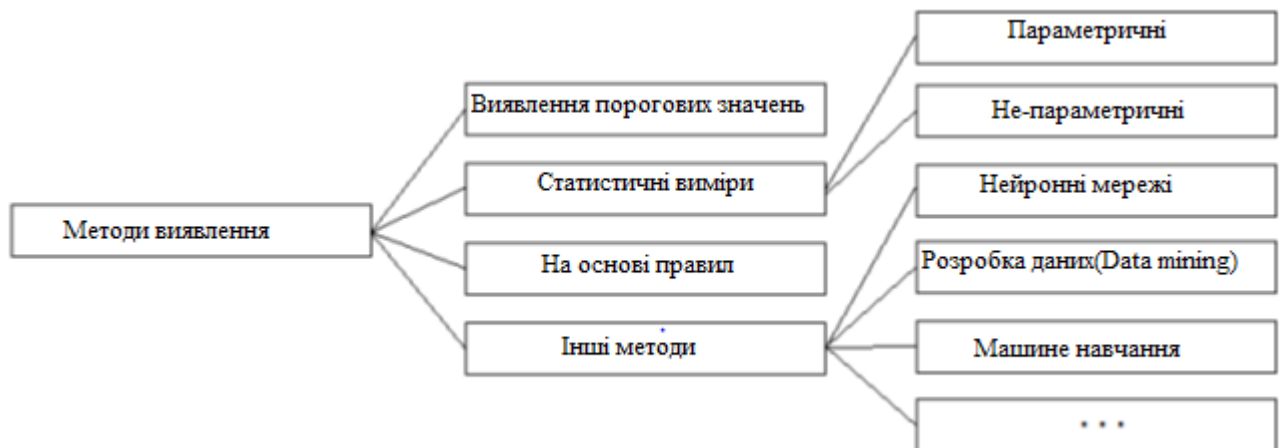 Методи виявлення
Виявлення порогових значень
Статистичні виміри
На основі правил
Інші методи
Параметричні
Не-параметричні
Нейронні мережі
Розробка даних(Data mining)
Машине навчання
• • •